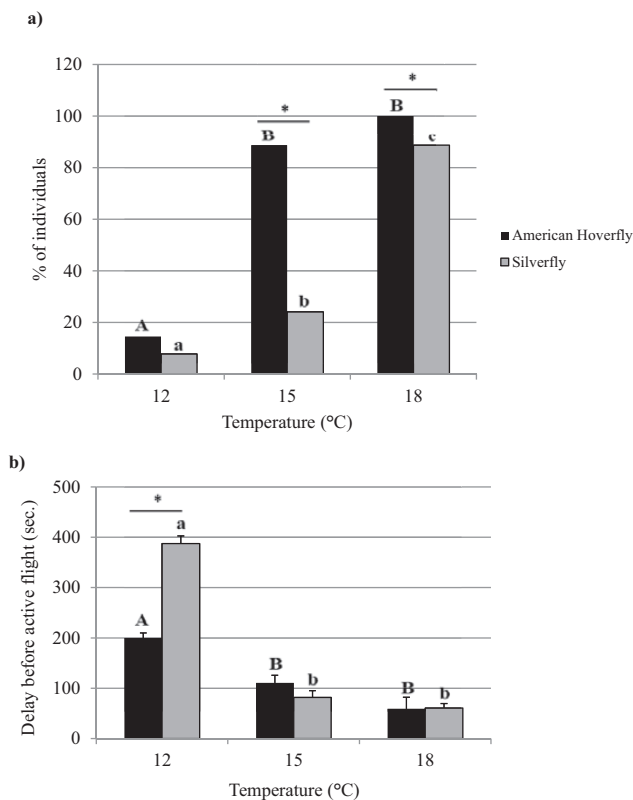 a)
120
100
80
60
40
20
0
% of individuals
A
a
B
*
b
B
*
c
12 15 18
Temperature (°C)
American Hoverfly
Silverfly
b)
500
400
300
200
100
0
Delay before active flight (sec.)
*
A
a
B
b
B
b
12 15 18
Temperature (°C)